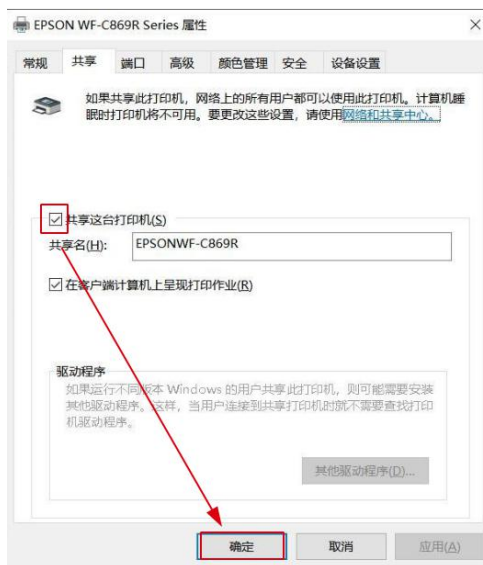 EPSON WF-C869R Series 属性
常规 共享 端口 高级 颜色管理 安全 设备设置
如果共享此打印机，网络上的所有用户都可以使用此打印机。计算机睡
眠时打印机将不可用。要更改这些设置，请使用网络和共享中心。
共享这台打印机(S)
共享名(H): EPSONWF-C869R
在客户端计算机上呈现打印作业(R)
驱动程序
如果运行不同版本 Windows 的用户共享此打印机，则可能需要安装
其他驱动程序。这样，当用户连接到共享打印机时就不需要查找打印
机驱动程序。
其他驱动程序(D)...
确定 取消 应用(A)